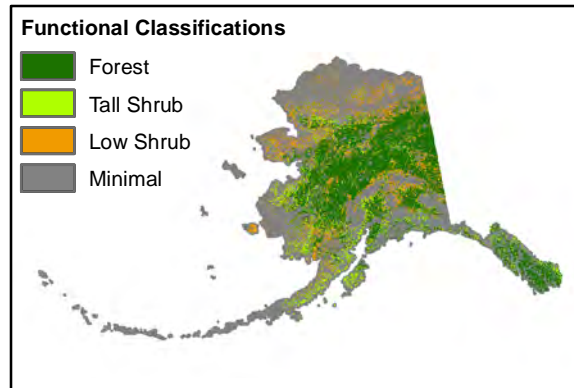 Functional Classifications
Forest
Tall Shrub
Low Shrub
Minimal